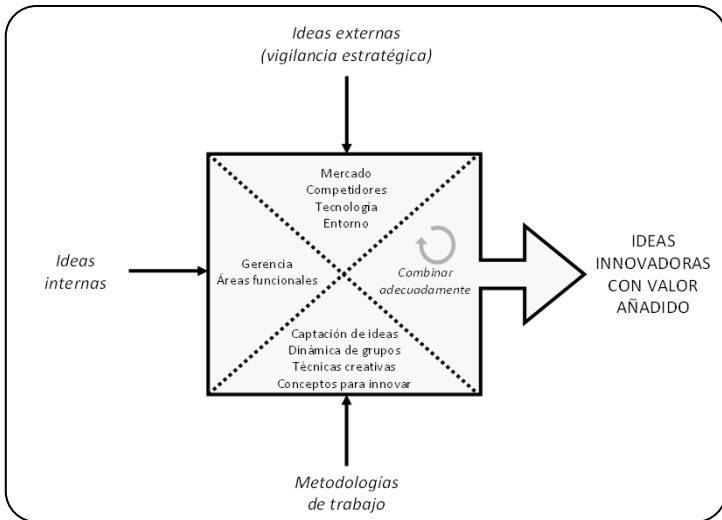 Ideas externas
(vigilancia estratégica)
Mercado
Competidores
Tecnología
Entorno
Ideas
internas
Gerencia
Áreas funcionales
Combinar
adecuadamente
IDEAS
INNOVADORAS
CON VALOR
AÑADIDO
Captación de ideas
Dinámica de grupos
Técnicas creativas
Conceptos para innovar
Metodologías
de trabajo